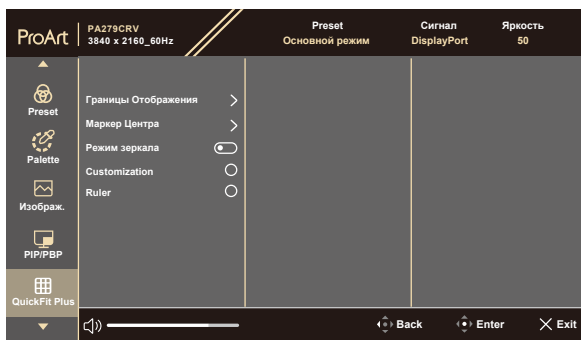 ProArt
PA279CRV
3840 x 2160_60Hz
Preset
Основной режим
Сигнал
DisplayPort
Яркость
50
Preset
Palette
Изображ.
PIP/PBP
QuickFit Plus
Границы Отображения
Маркер Центра
Режим зеркала
Customization
Ruler
Back
Enter
Exit